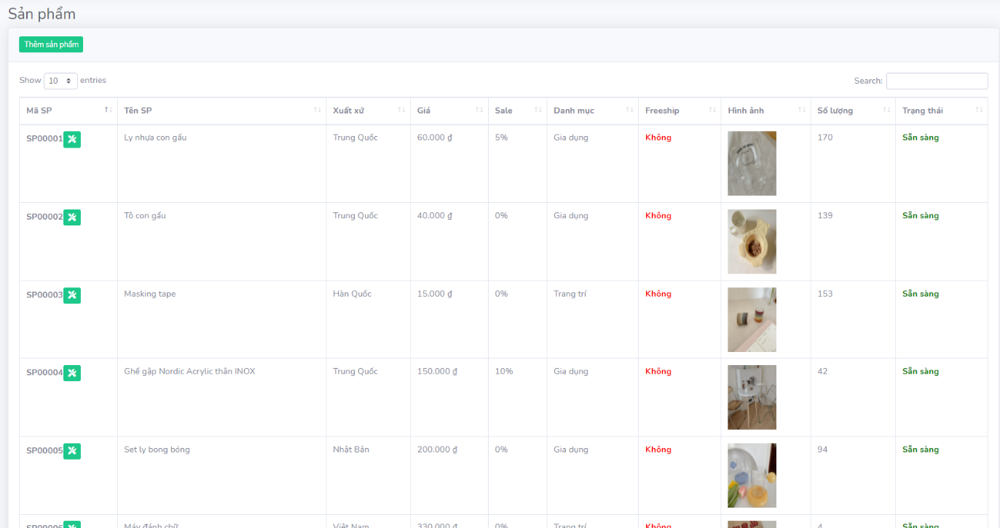 Sản phẩm
Thêm sản phẩm
Show 10 entries
Search:
Mã SP Tên SP Xuất xứ Giá Sale Danh mục Freeship Hình ảnh Số lượng Trạng thái
SP00001 Ly nhựa con gấu Trung Quốc 60.000 ₫ 5% Gia dụng Không 170 Sẵn sàng
SP00002 Tô con gấu Trung Quốc 40.000 ₫ 0% Gia dụng Không 139 Sẵn sàng
SP00003 Masking tape Hàn Quốc 15.000 ₫ 0% Trang trí Không 153 Sẵn sàng
SP00004 Ghế gập Nordic Acrylic thân INOX Trung Quốc 150.000 ₫ 10% Gia dụng Không 42 Sẵn sàng
SP00005 Set ly bong bóng Nhật Bản 200.000 ₫ 0% Gia dụng Không 94 Sẵn sàng
SP00006 Máy đánh chữ Việt Nam 330.000 ₫ 0% Trang trí Không 4 Sẵn sàng